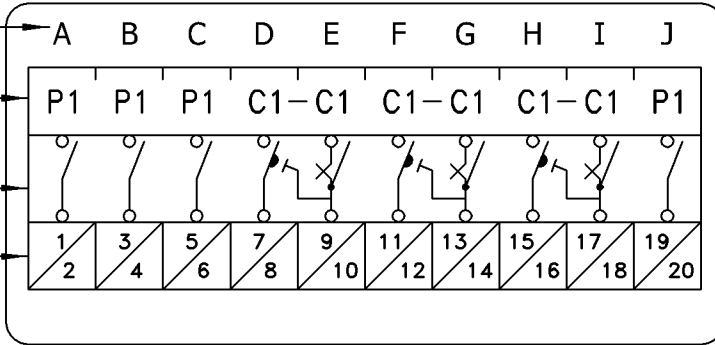 A B C D E F G H I J
P1 P1 P1 C1-C1 C1-C1 C1-C1 P1
1 3 5 7 9 11 13 15 17 19
2 4 6 8 10 12 14 16 18 20